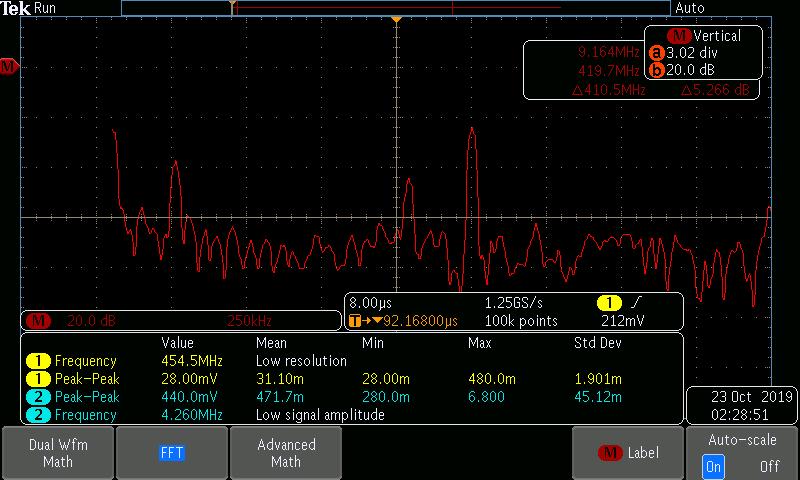 Tek Run Auto
M Vertical
a 3.02 div
b 20.0 dB
9.164MHz
419.7MHz
△410.5MHz △5.266 dB
M
M 20.0 dB 250kHz
8.00µs 1.25GS/s 1
T→▼92.16800µs 100k points 212mV
Value Mean Min Max Std Dev
1 Frequency 454.5MHz Low resolution
1 Peak-Peak 28.00mV 31.10m 28.00m 480.0m 1.901m
2 Peak-Peak 440.0mV 471.7m 280.0m 6.800 45.12m
2 Frequency 4.260MHz Low signal amplitude
23 Oct 2019
02:28:51
Dual Wfm
Math
FFT
Advanced
Math
M Label
Auto-scale
On Off